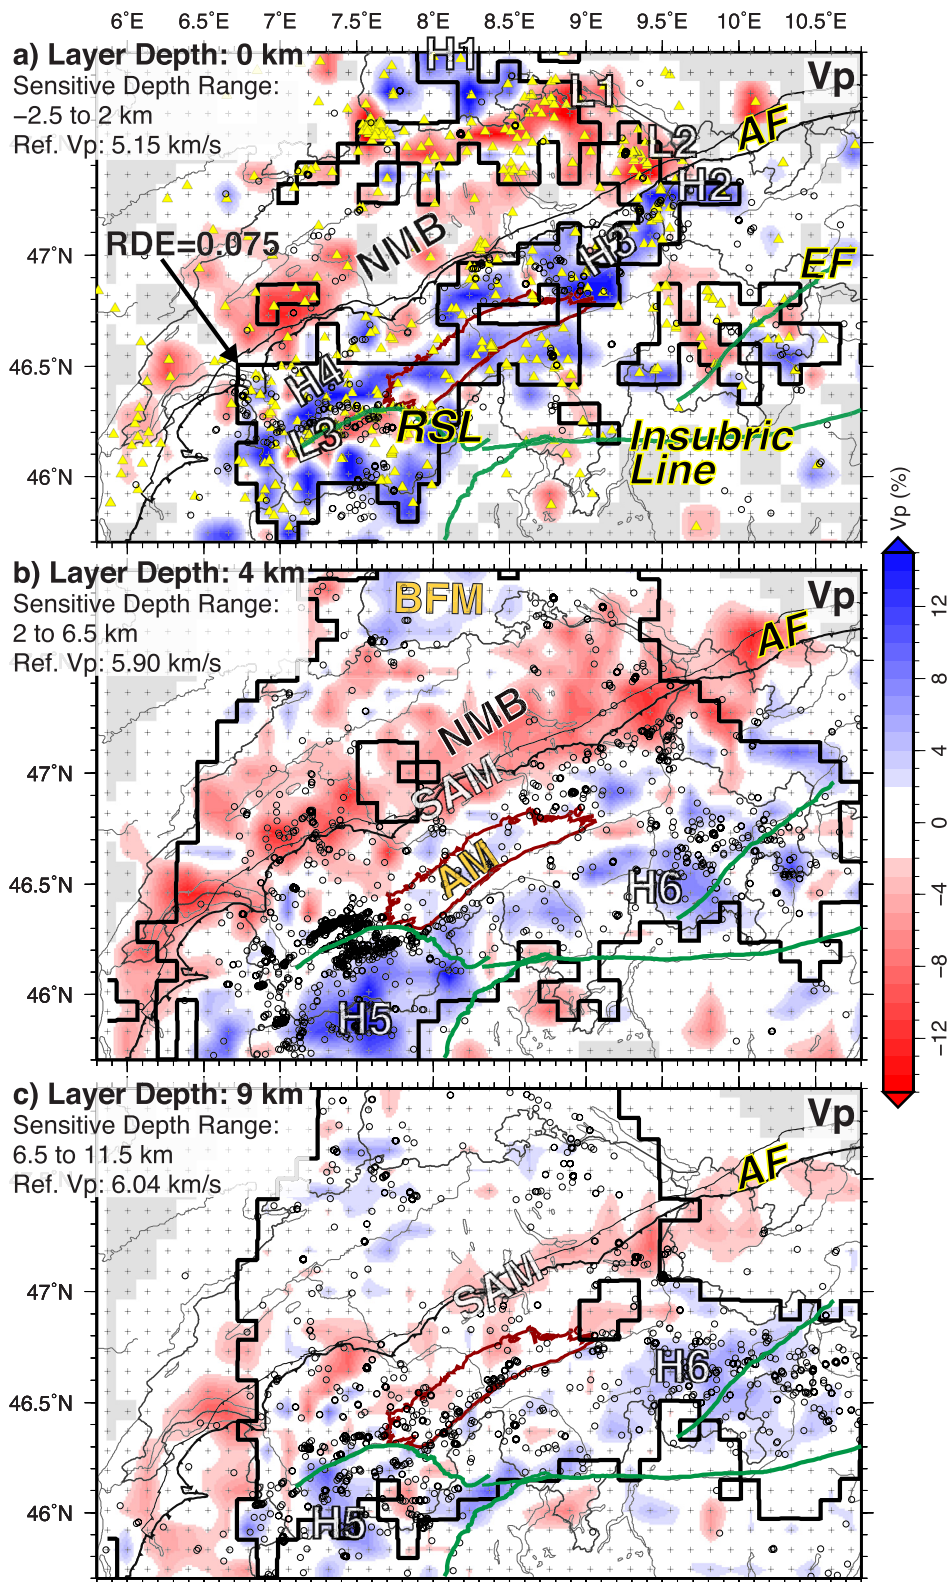 6°E 6.5°E 7°E 7.5°E 8°E 8.5°E 9°E 9.5°E 10°E 10.5°E
a) Layer Depth: 0 km
Sensitive Depth Range:
−2.5 to 2 km
Ref. Vp: 5.15 km/s
Vp
H1
L1
L2
AF
H2
NMB
H3
RDE=0.075
EF
H4
L3
RSL
Insubric
Line
47°N
46.5°N
46°N
b) Layer Depth: 4 km
Sensitive Depth Range:
2 to 6.5 km
Ref. Vp: 5.90 km/s
Vp
BFM
AF
NMB
SAM
AM
H6
H5
47°N
46.5°N
46°N
c) Layer Depth: 9 km
Sensitive Depth Range:
6.5 to 11.5 km
Ref. Vp: 6.04 km/s
Vp
AF
SAM
H6
H5
47°N
46.5°N
46°N
Vp (%)
12
8
4
0
−4
−8
−12